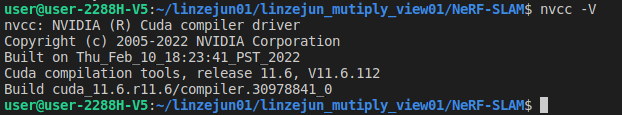 user@user-2288H-V5:~/linzejun01/linzejun_mutiply_view01/NeRF-SLAM$ nvcc -V
nvcc: NVIDIA (R) Cuda compiler driver
Copyright (c) 2005-2022 NVIDIA Corporation
Built on Thu_Feb_10_18:23:41_PST_2022
Cuda compilation tools, release 11.6, V11.6.112
Build cuda_11.6.r11.6/compiler.30978841_0
user@user-2288H-V5:~/linzejun01/linzejun_mutiply_view01/NeRF-SLAM$